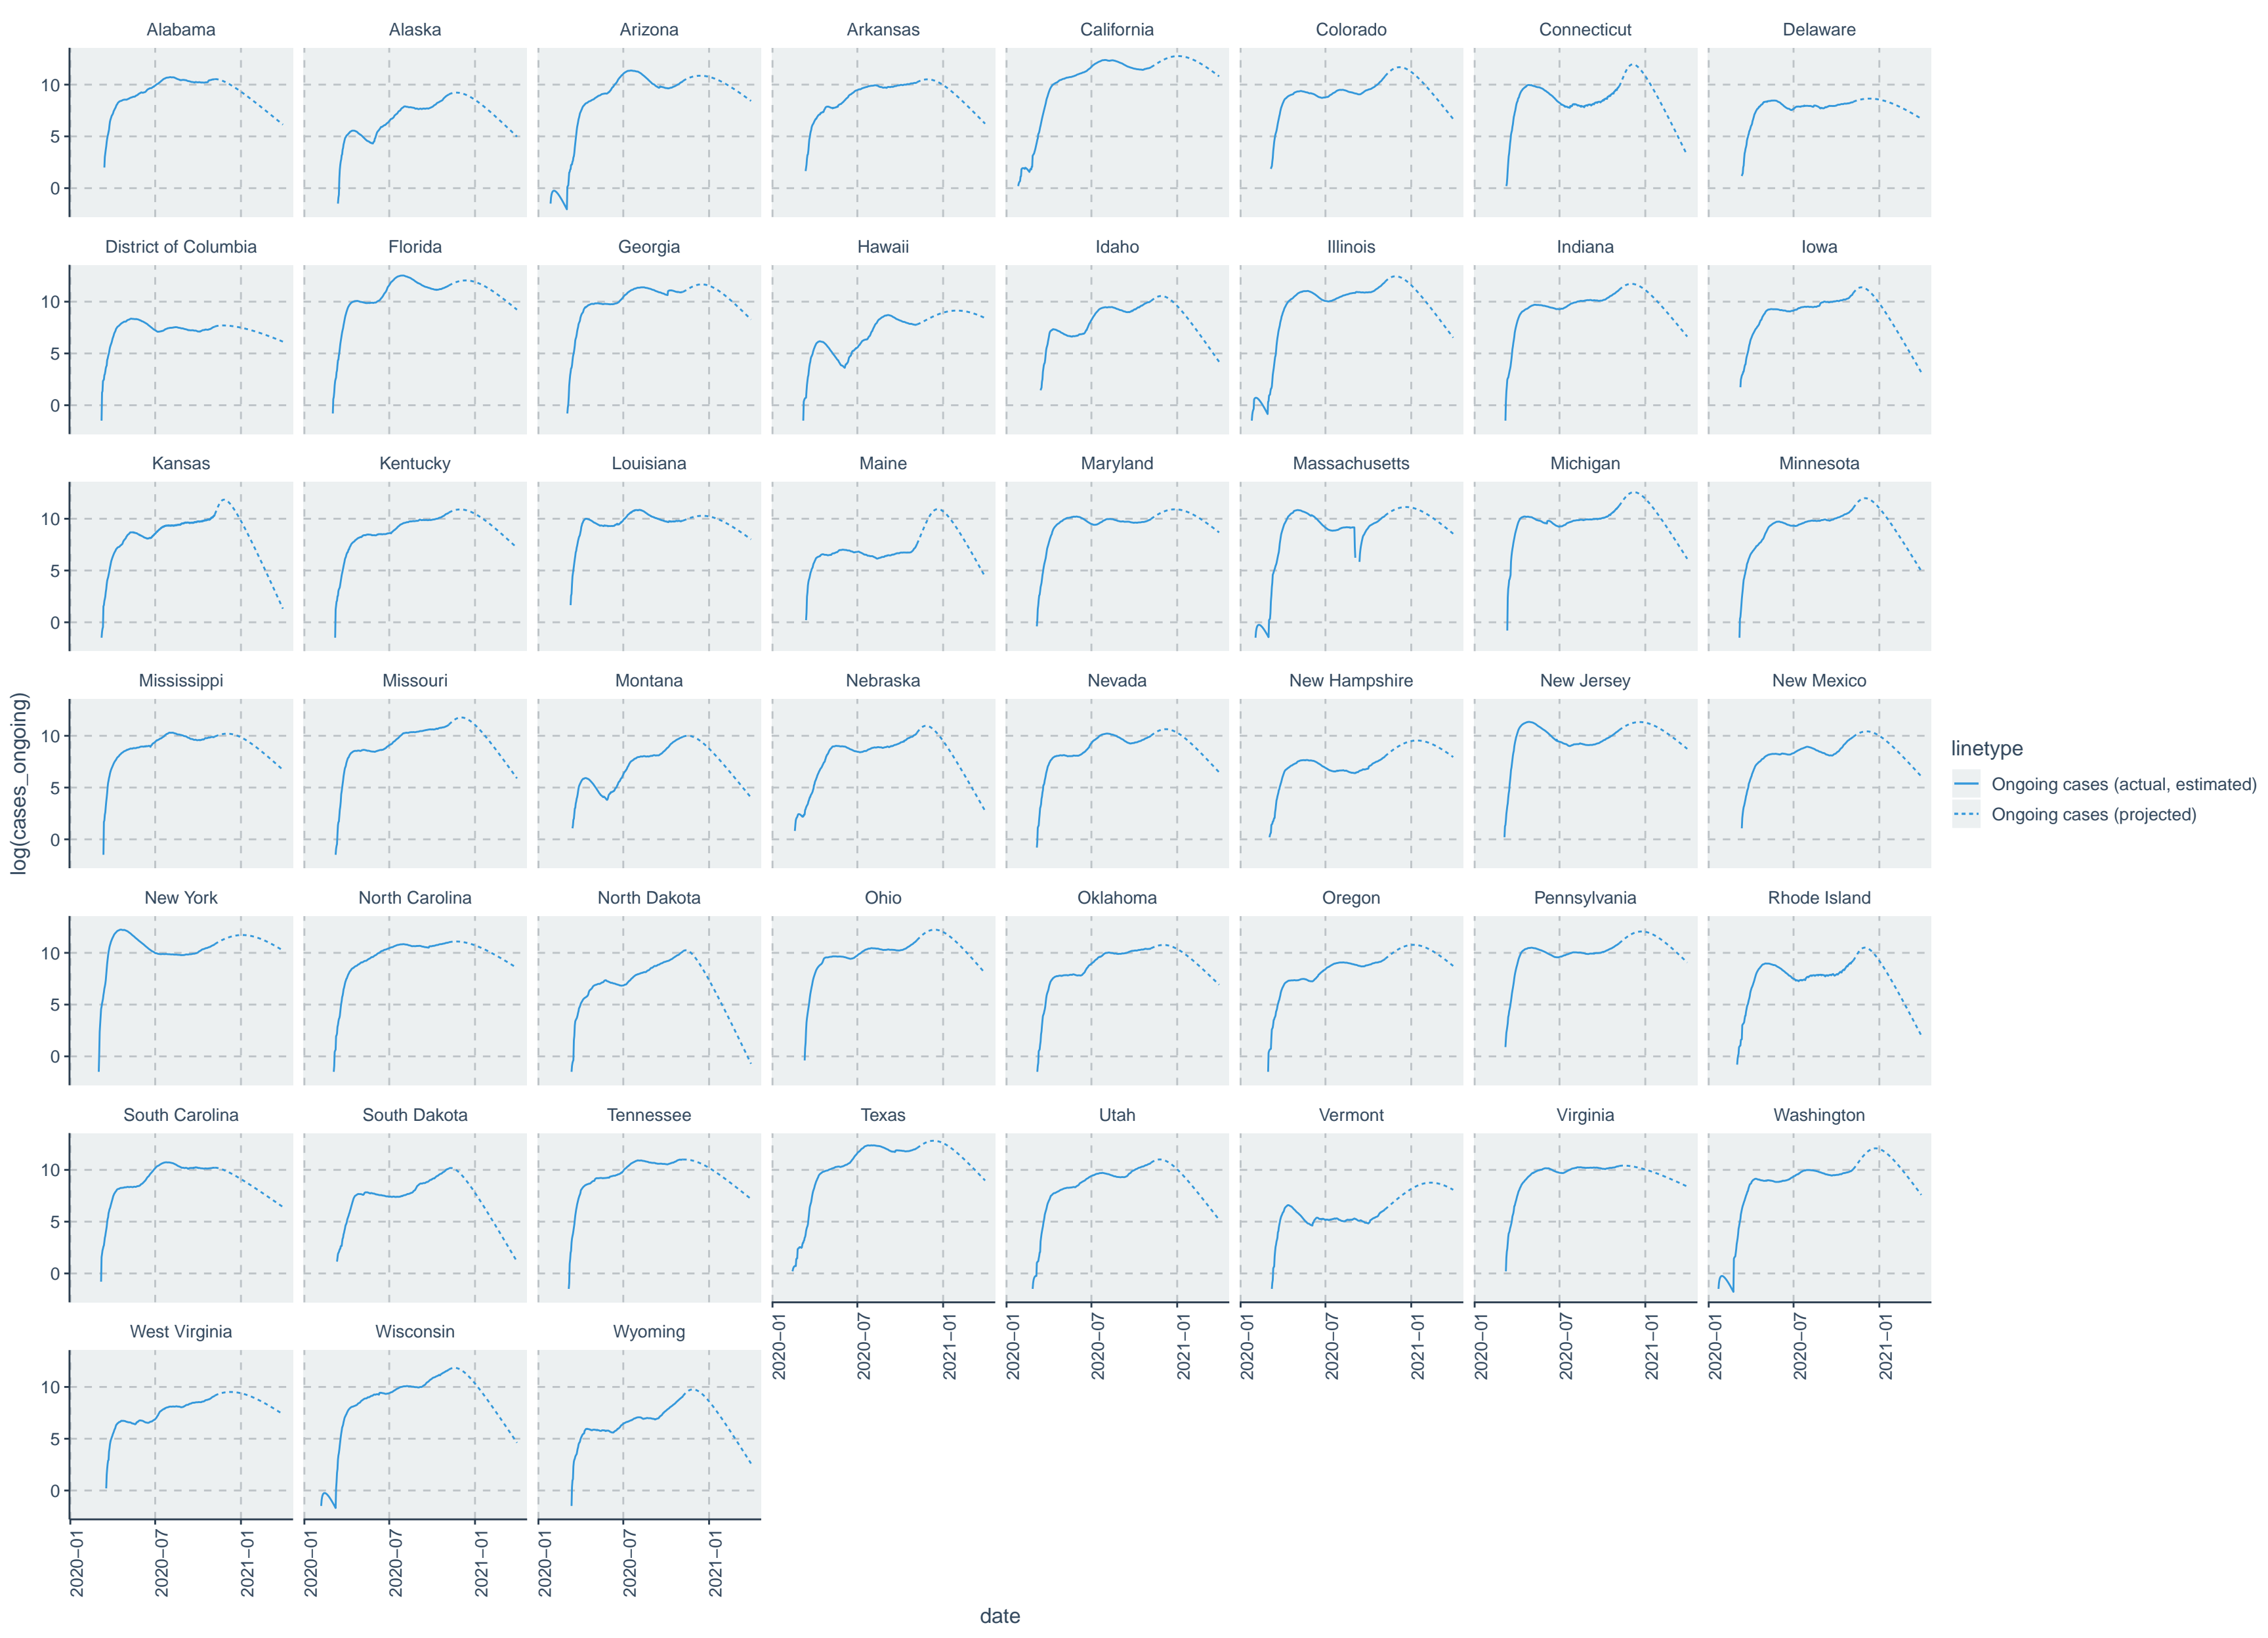 Alabama Alaska Arizona Arkansas California Colorado Connecticut Delaware
10
5
0
District of Columbia Florida Georgia Hawaii Idaho Illinois Indiana Iowa
10
5
0
Kansas Kentucky Louisiana Maine Maryland Massachusetts Michigan Minnesota
10
5
0
Mississippi Missouri Montana Nebraska Nevada New Hampshire New Jersey New Mexico
10
5
0
log(cases_ongoing)
linetype
Ongoing cases (actual, estimated)
Ongoing cases (projected)
New York North Carolina North Dakota Ohio Oklahoma Oregon Pennsylvania Rhode Island
10
5
0
South Carolina South Dakota Tennessee Texas Utah Vermont Virginia Washington
10
5
0
2020−01 2020−07 2021−01 2020−01 2020−07 2021−01 2020−01 2020−07 2021−01 2020−01 2020−07 2021−01 2020−01 2020−07 2021−01
West Virginia Wisconsin Wyoming
10
5
0
2020−01 2020−07 2021−01 2020−01 2020−07 2021−01 2020−01 2020−07 2021−01
date